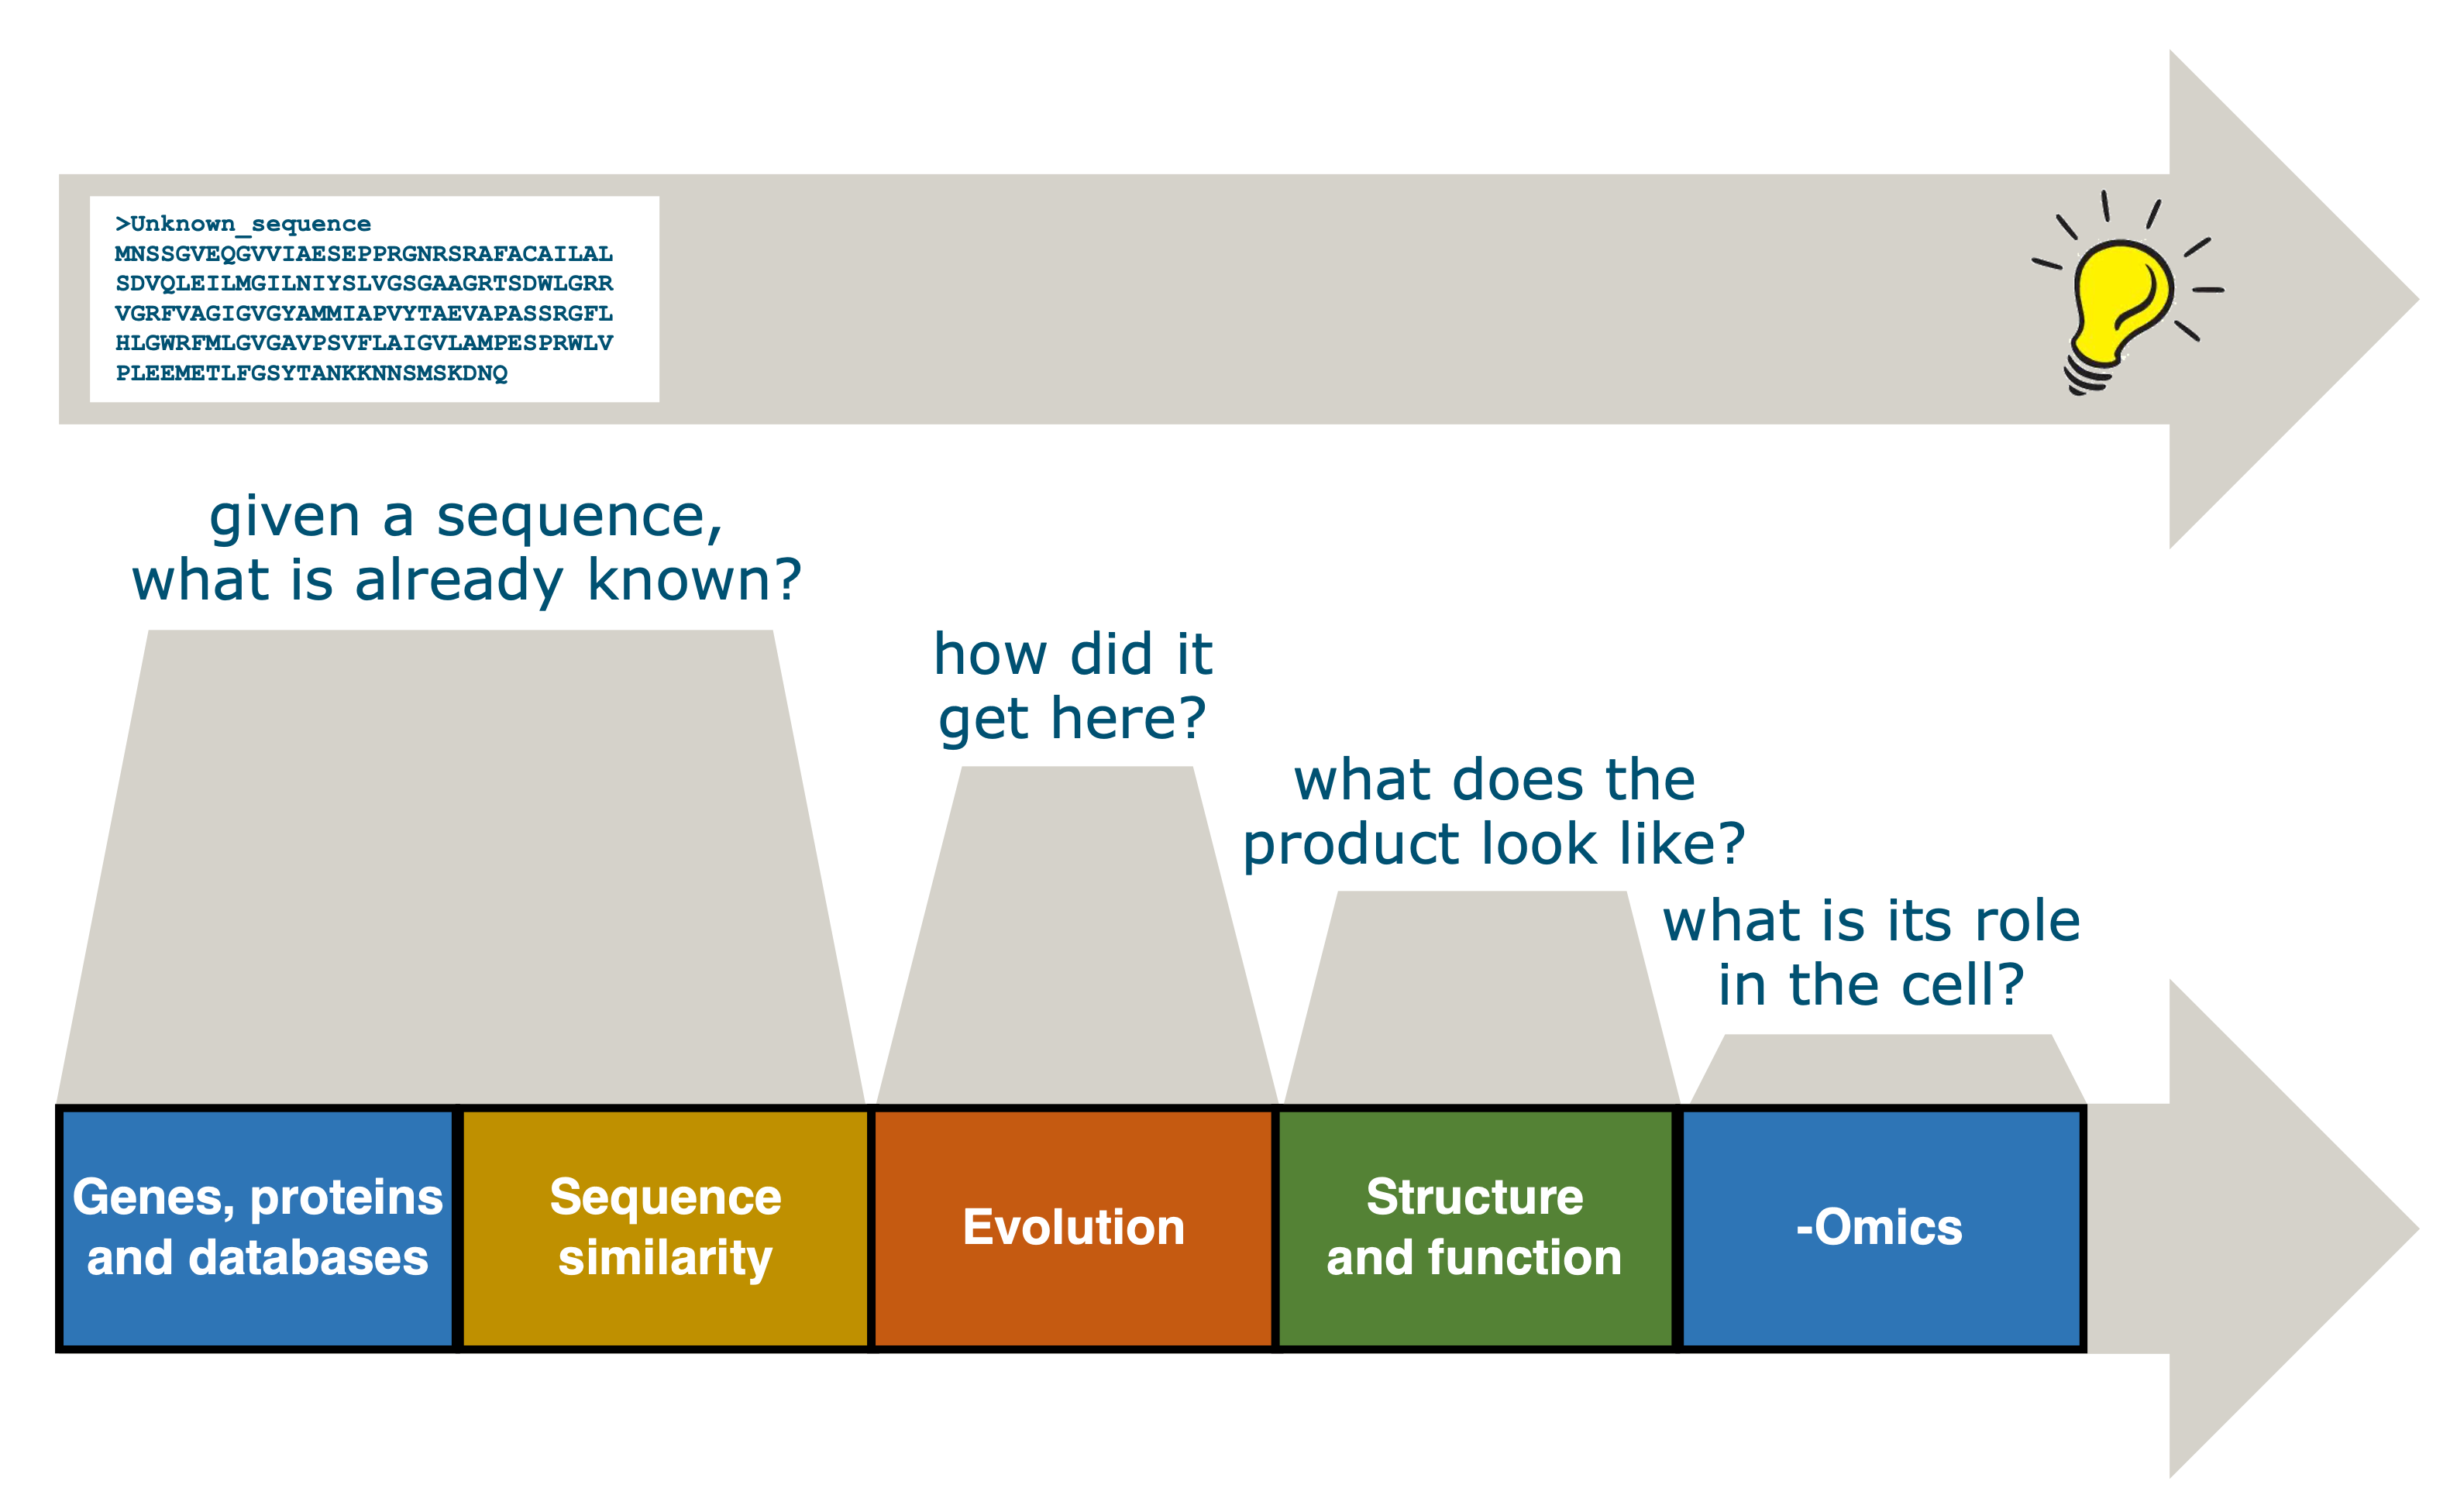 >Unknown_sequence
MNSSGVEQGVVIAESEPPRGNRSRAFACAILAL
SDVQLEILMGILNIYSLVGSGAAGRTSDWLGRR
VGRFVAGIGVGYAMMIAPVYTAEVAPASSRGFL
HLGWRFMLGVGAVPSVFLAIGVLAMPESPRWLV
PLEEMETLFGSYTANKKNNSMSKDNQ
given a sequence,
what is already known?
how did it
get here?
what does the
product look like?
what is its role
in the cell?
Genes, proteins
and databases
Sequence
similarity
Evolution
Structure
and function
-Omics